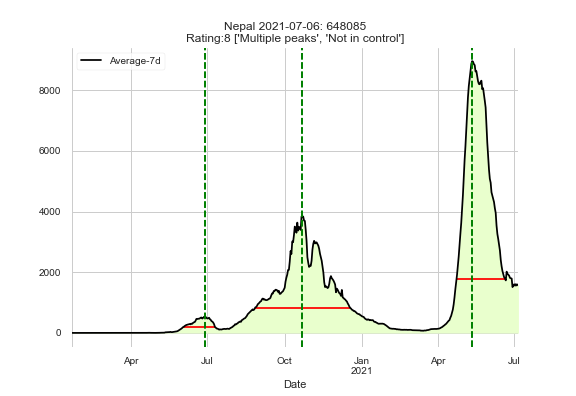 Nepal 2021-07-06: 648085
Rating:8 ['Multiple peaks', 'Not in control']
Average-7d
8000
6000
4000
2000
0
Apr Jul Oct Jan Apr Jul
2021
Date